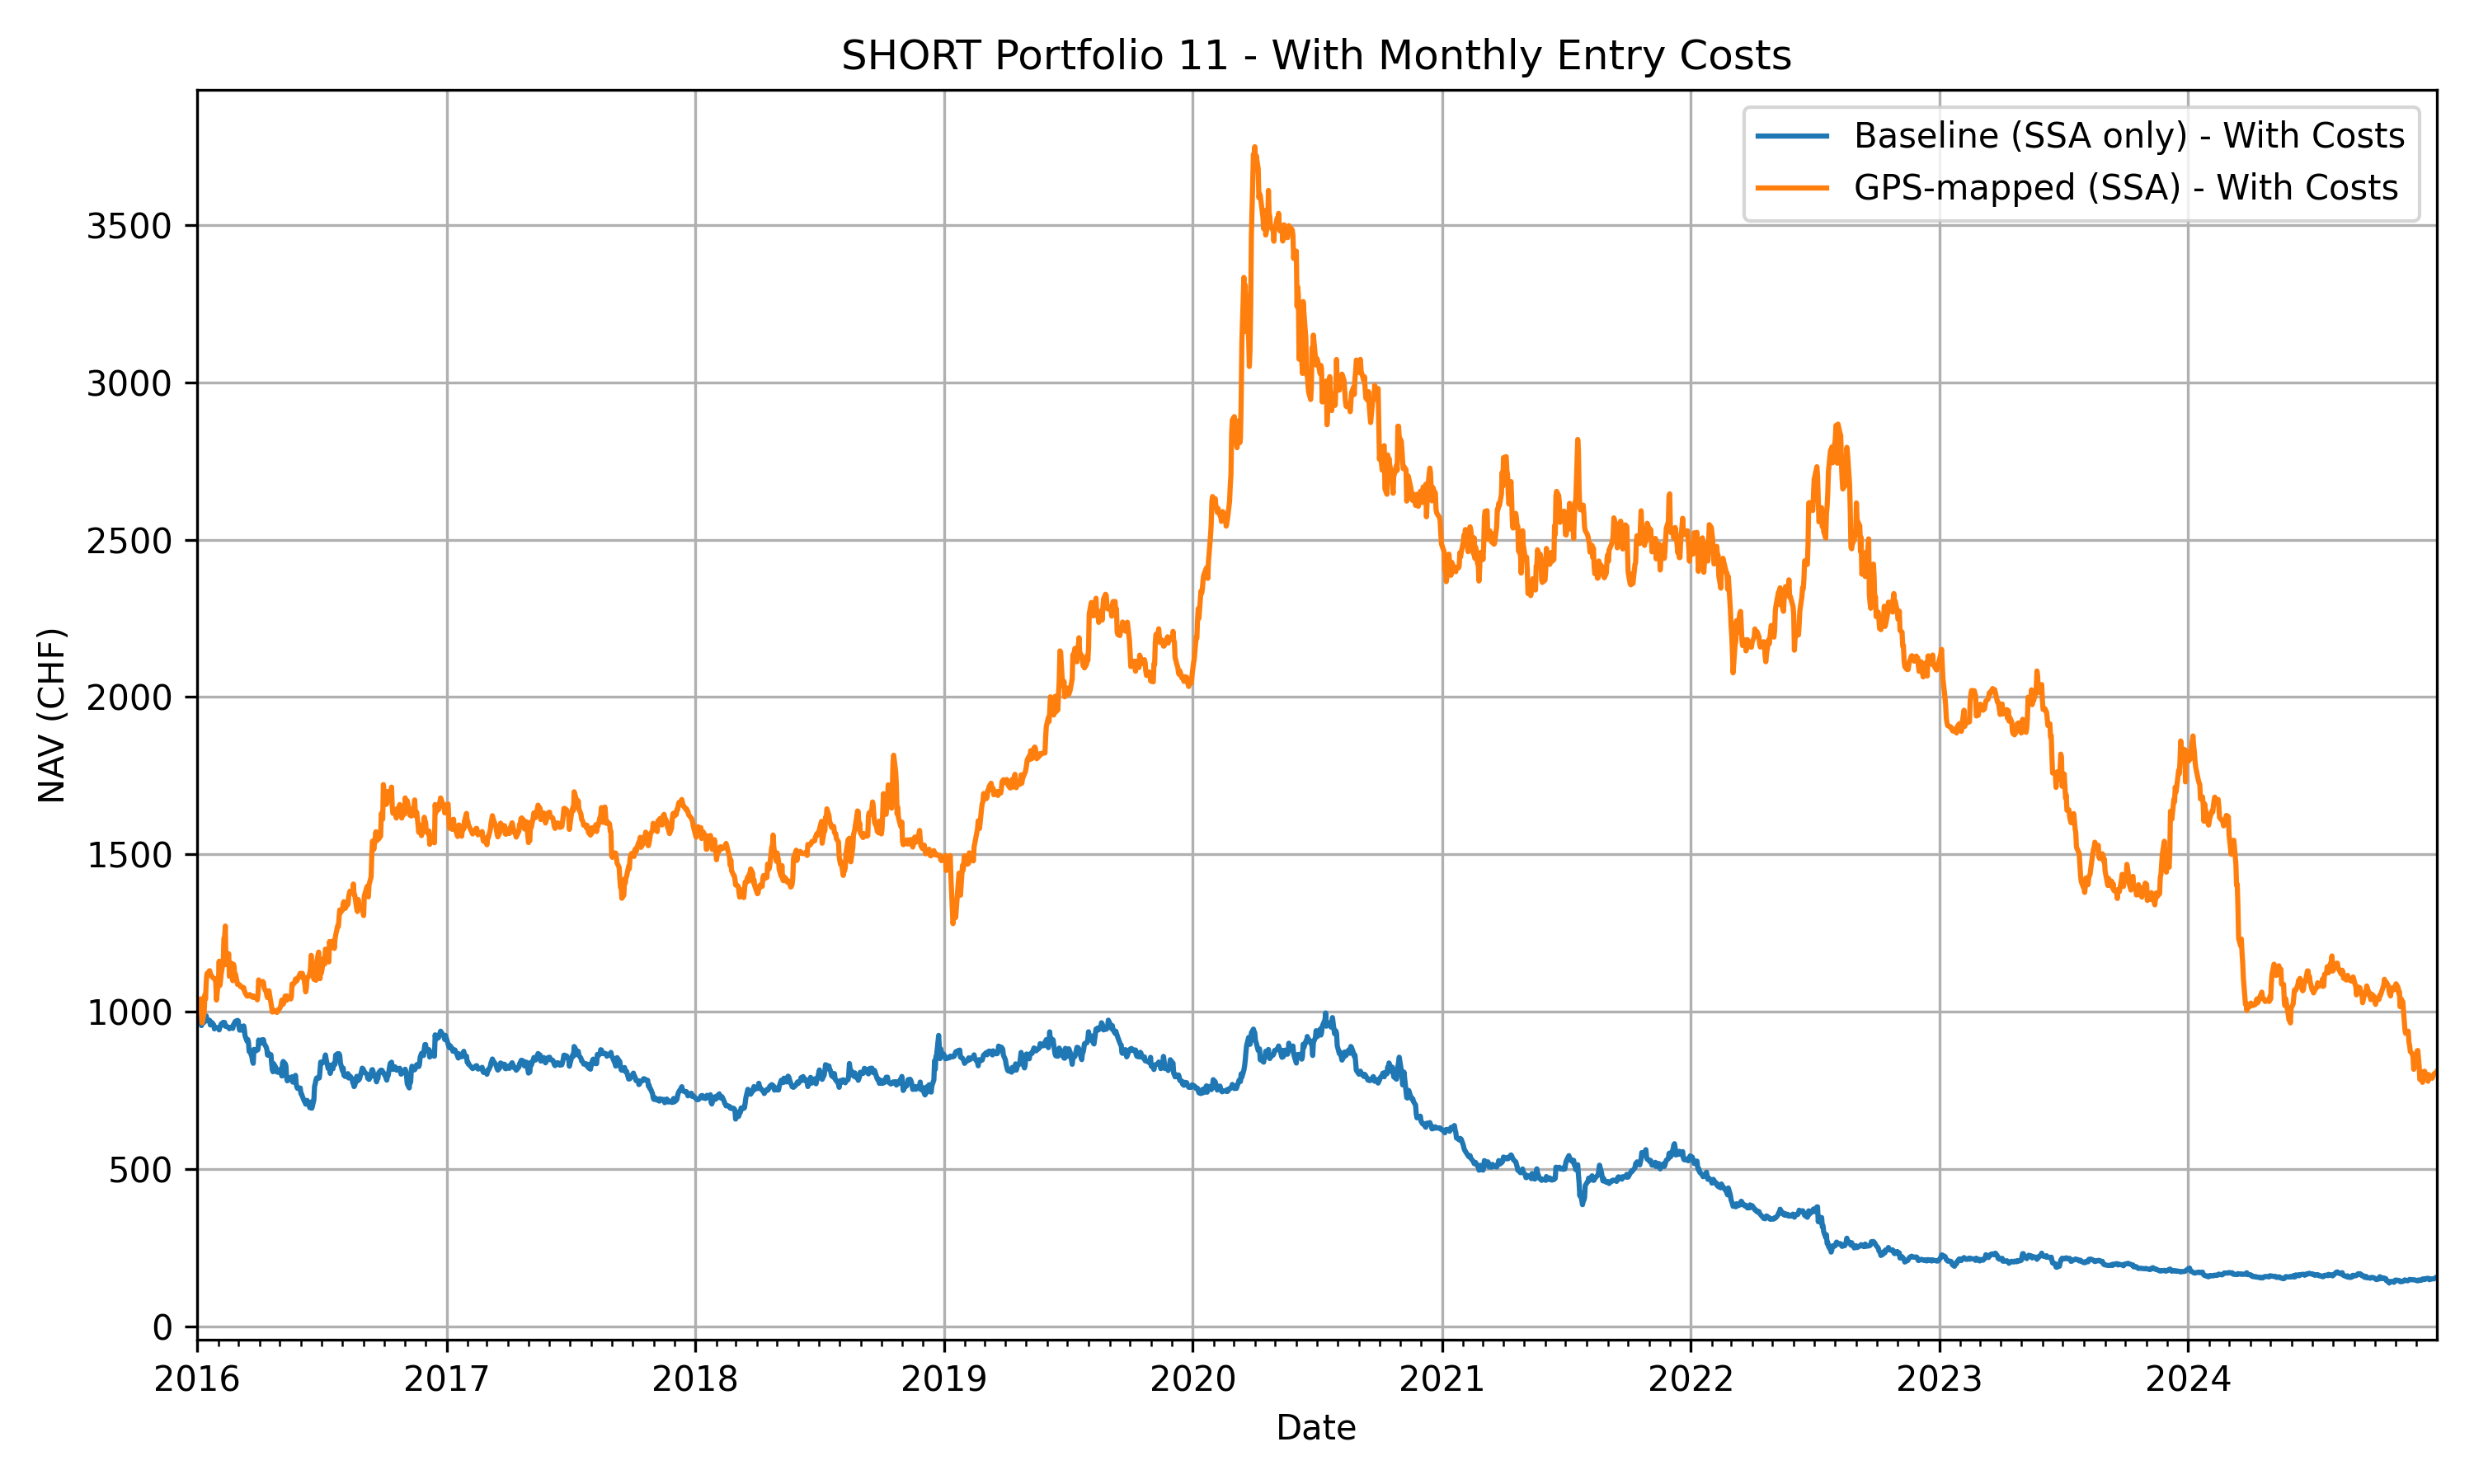 SHORT Portfolio 11 - With Monthly Entry Costs
Baseline (SSA only) - With Costs
GPS-mapped (SSA) - With Costs
NAV (CHF)
3500
3000
2500
2000
1500
1000
500
0
2016 2017 2018 2019 2020 2021 2022 2023 2024
Date